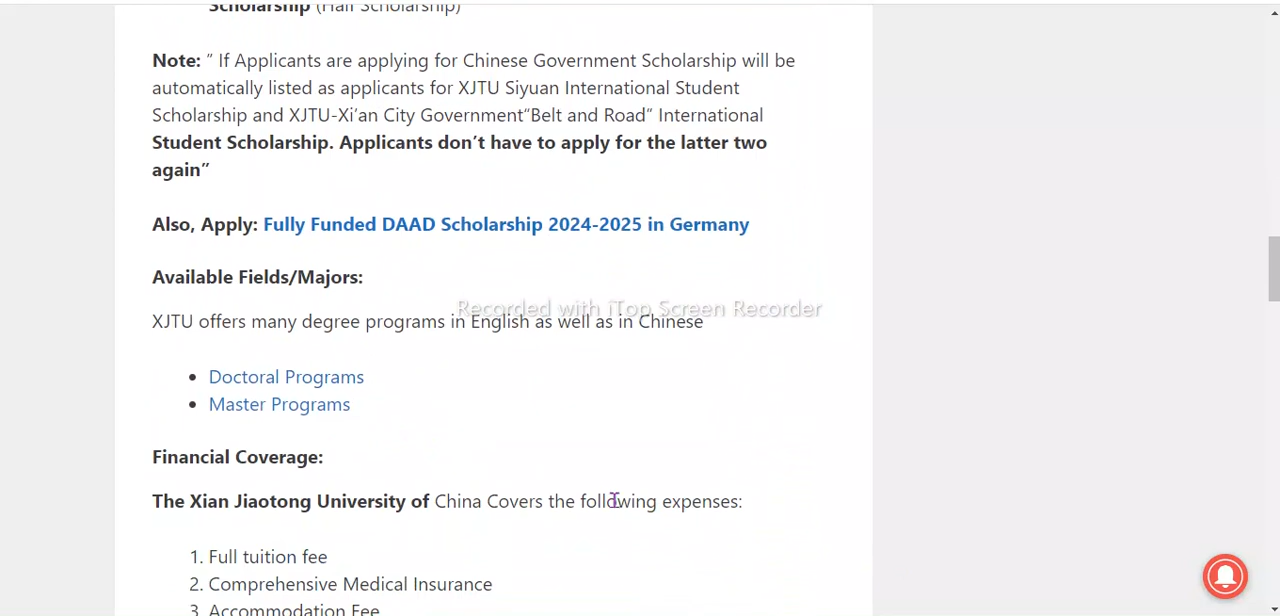 Scholarship (Half Scholarship)
Note: ” If Applicants are applying for Chinese Government Scholarship will be
automatically listed as applicants for XJTU Siyuan International Student
Scholarship and XJTU-Xi’an City Government“Belt and Road” International
Student Scholarship. Applicants don’t have to apply for the latter two
again”
Also, Apply: Fully Funded DAAD Scholarship 2024-2025 in Germany
Available Fields/Majors:
Recorded with iTop Screen Recorder
XJTU offers many degree programs in English as well as in Chinese
• Doctoral Programs
• Master Programs
Financial Coverage:
The Xian Jiaotong University of China Covers the following expenses:
1. Full tuition fee
2. Comprehensive Medical Insurance
3. Accommodation Fee